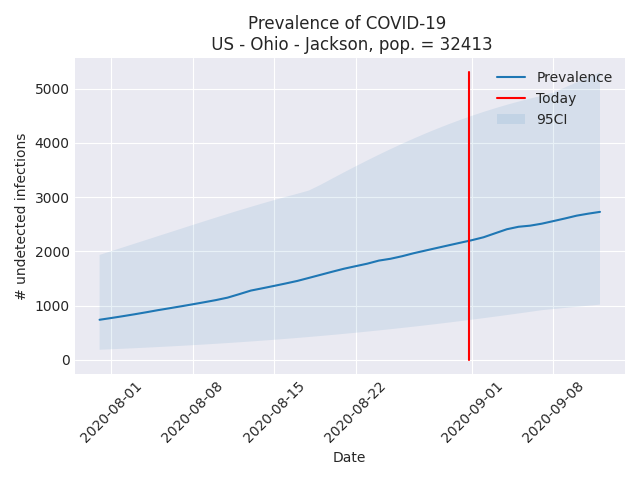 Prevalence of COVID-19
US - Ohio - Jackson, pop. = 32413
# undetected infections
5000
4000
3000
2000
1000
0
Prevalence
Today
95CI
2020-08-01
2020-08-08
2020-08-15
2020-08-22
2020-09-01
2020-09-08
Date